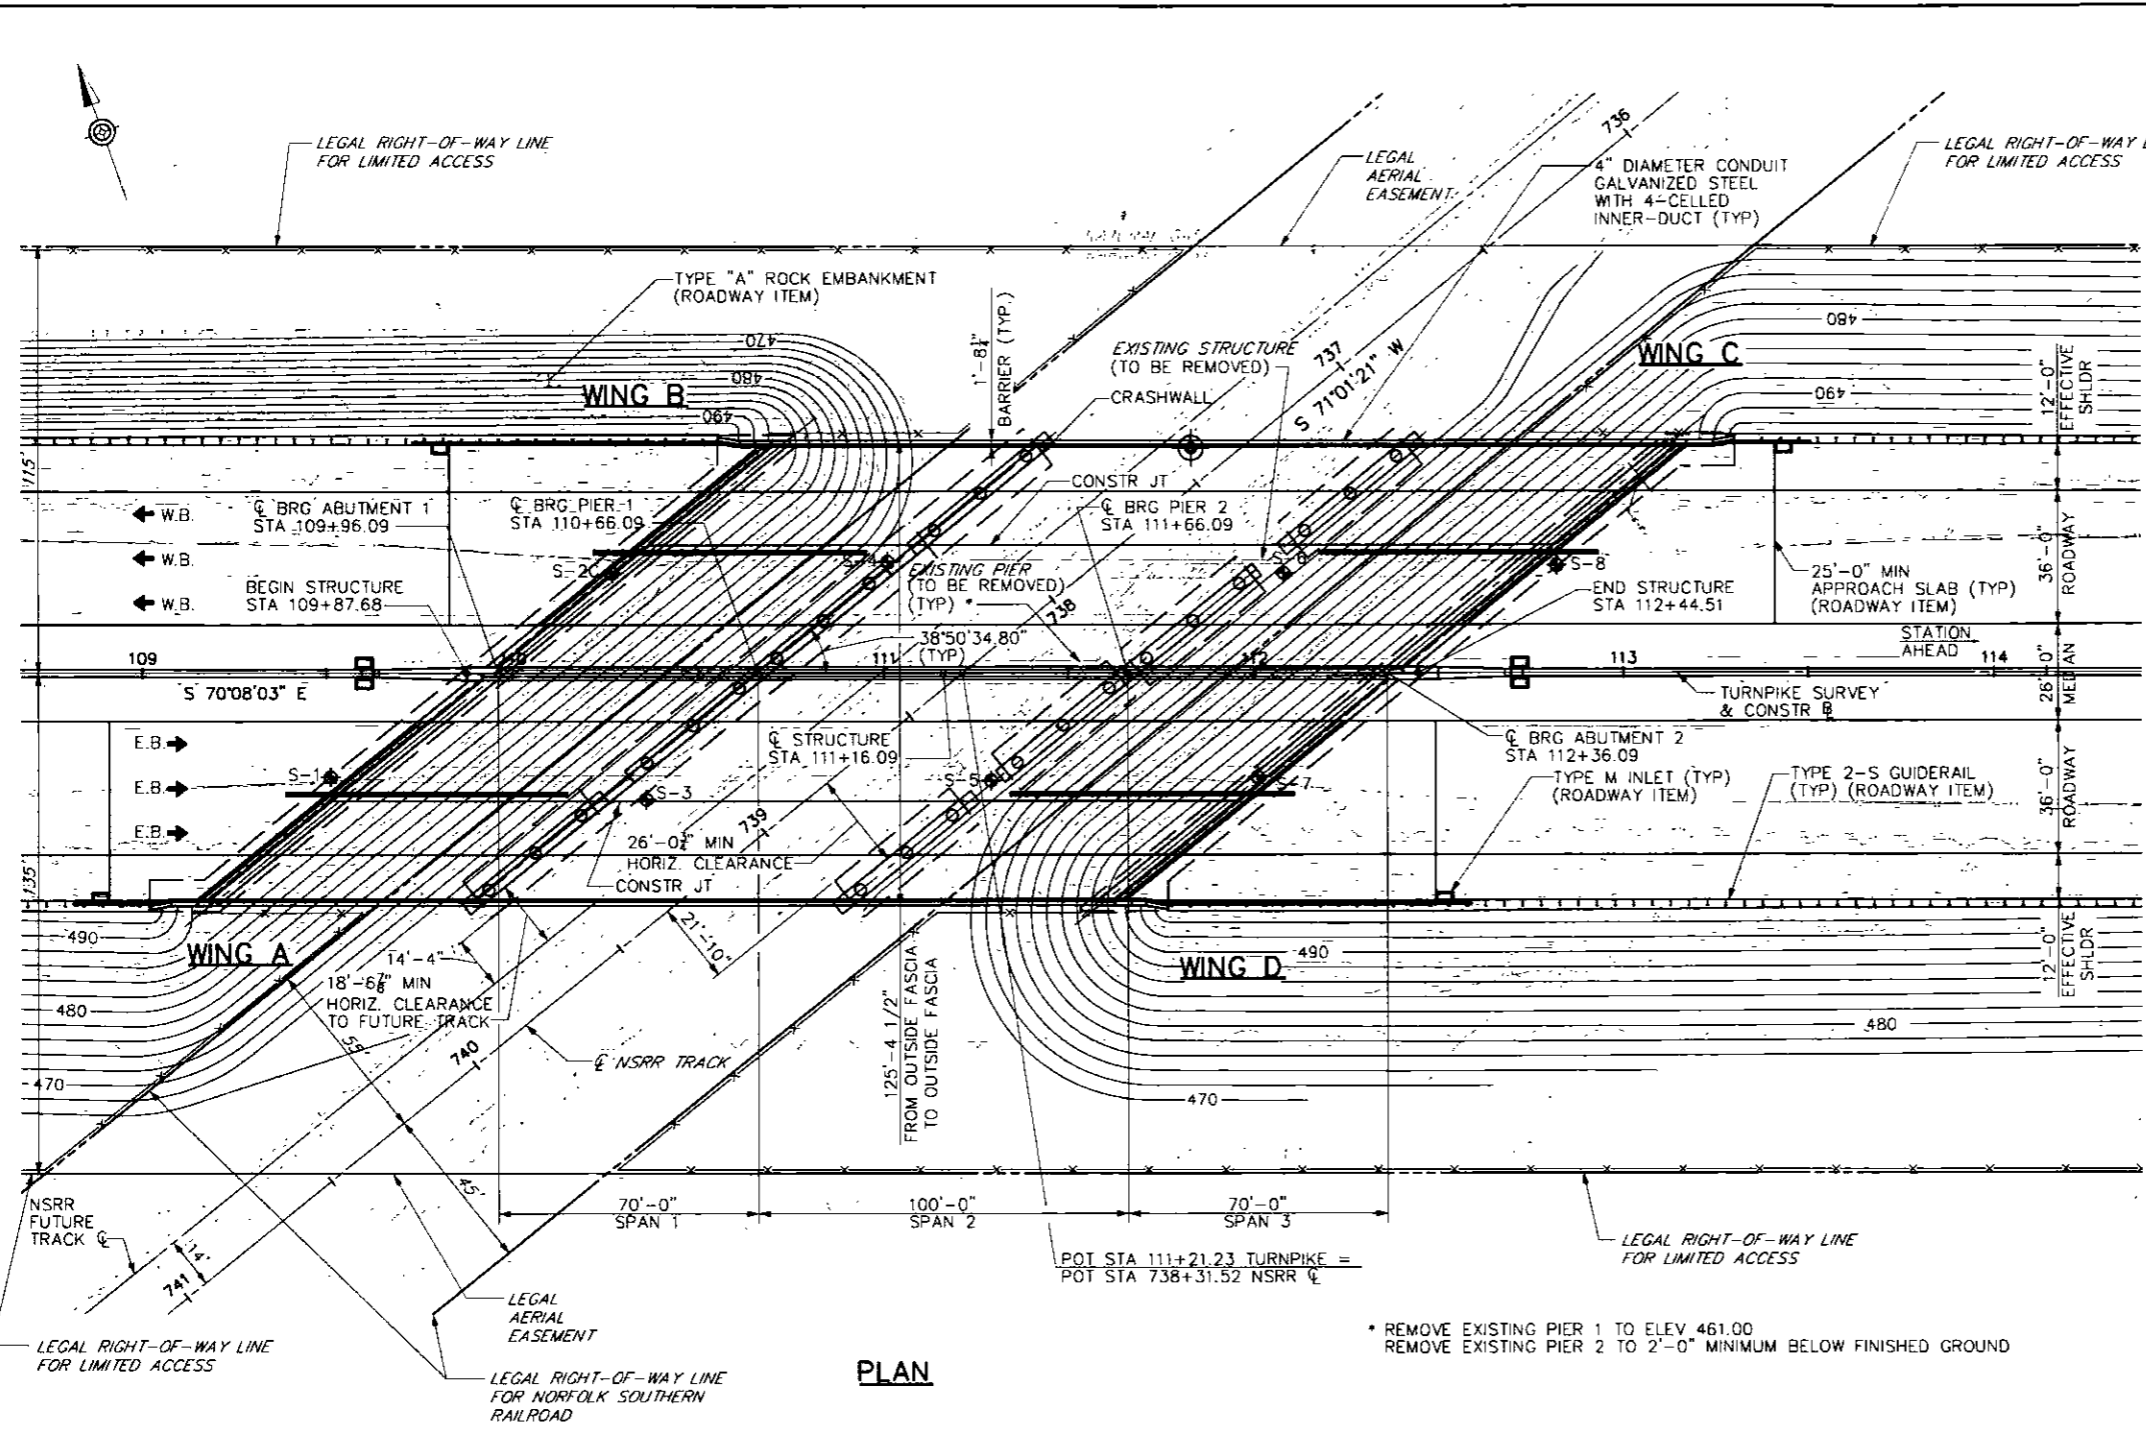 LEGAL RIGHT-OF-WAY LINE
FOR LIMITED ACCESS
LEGAL
AERIAL
EASEMENT
736
4" DIAMETER CONDUIT
GALVANIZED STEEL
WITH 4-CELLED
INNER-DUCT (TYP)
LEGAL RIGHT-OF-WAY
FOR LIMITED ACCESS
TYPE "A" ROCK EMBANKMENT
(ROADWAY ITEM)
470
480
490
WING B
1'-8¼"
BARRIER (TYP.)
EXISTING STRUCTURE
(TO BE REMOVED)
737
S 71°01'21" W
CRASHWALL
WING C
480
490
12'-0"
EFFECTIVE
SHLDR
115'
W.B.
W.B.
W.B.
℄ BRG ABUTMENT 1
STA 109+96.09
℄ BRG PIER 1
STA 110+66.09
CONSTR JT
℄ BRG PIER 2
STA 111+66.09
S-2
S-8
BEGIN STRUCTURE
STA 109+87.68
EXISTING PIER
(TO BE REMOVED)
(TYP) *
738
38°50'34.80"
(TYP)
END STRUCTURE
STA 112+44.51
25'-0" MIN
APPROACH SLAB (TYP)
(ROADWAY ITEM)
36'-0"
ROADWAY
STATION
AHEAD
109
111
112
113
114
S 70°08'03" E
26'-0"
MEDIAN
TURNPIKE SURVEY
& CONSTR ℄
E.B.
E.B.
E.B.
S-1
S-3
℄ STRUCTURE
STA 111+16.09
S-5
S-7
℄ BRG ABUTMENT 2
STA 112+36.09
TYPE M INLET (TYP)
(ROADWAY ITEM)
TYPE 2-S GUIDERAIL
(TYP) (ROADWAY ITEM)
36'-0"
ROADWAY
739
26'-0¾" MIN
HORIZ. CLEARANCE
CONSTR JT
135'
490
WING A
480
470
14'-4"
18'-6⅞" MIN
HORIZ. CLEARANCE
TO FUTURE TRACK
21'-10"
55'
740
℄ NSRR TRACK
125'-4 1/2"
FROM OUTSIDE FASCIA
TO OUTSIDE FASCIA
WING D
490
480
470
12'-0"
EFFECTIVE
SHLDR
NSRR
FUTURE
TRACK ℄
14'
741
45'
70'-0"
SPAN 1
100'-0"
SPAN 2
70'-0"
SPAN 3
POT STA 111+21.23 TURNPIKE =
POT STA 738+31.52 NSRR ℄
LEGAL RIGHT-OF-WAY LINE
FOR LIMITED ACCESS
LEGAL
AERIAL
EASEMENT
LEGAL RIGHT-OF-WAY LINE
FOR LIMITED ACCESS
LEGAL RIGHT-OF-WAY LINE
FOR NORFOLK SOUTHERN
RAILROAD
PLAN
* REMOVE EXISTING PIER 1 TO ELEV 461.00
REMOVE EXISTING PIER 2 TO 2'-0" MINIMUM BELOW FINISHED GROUND